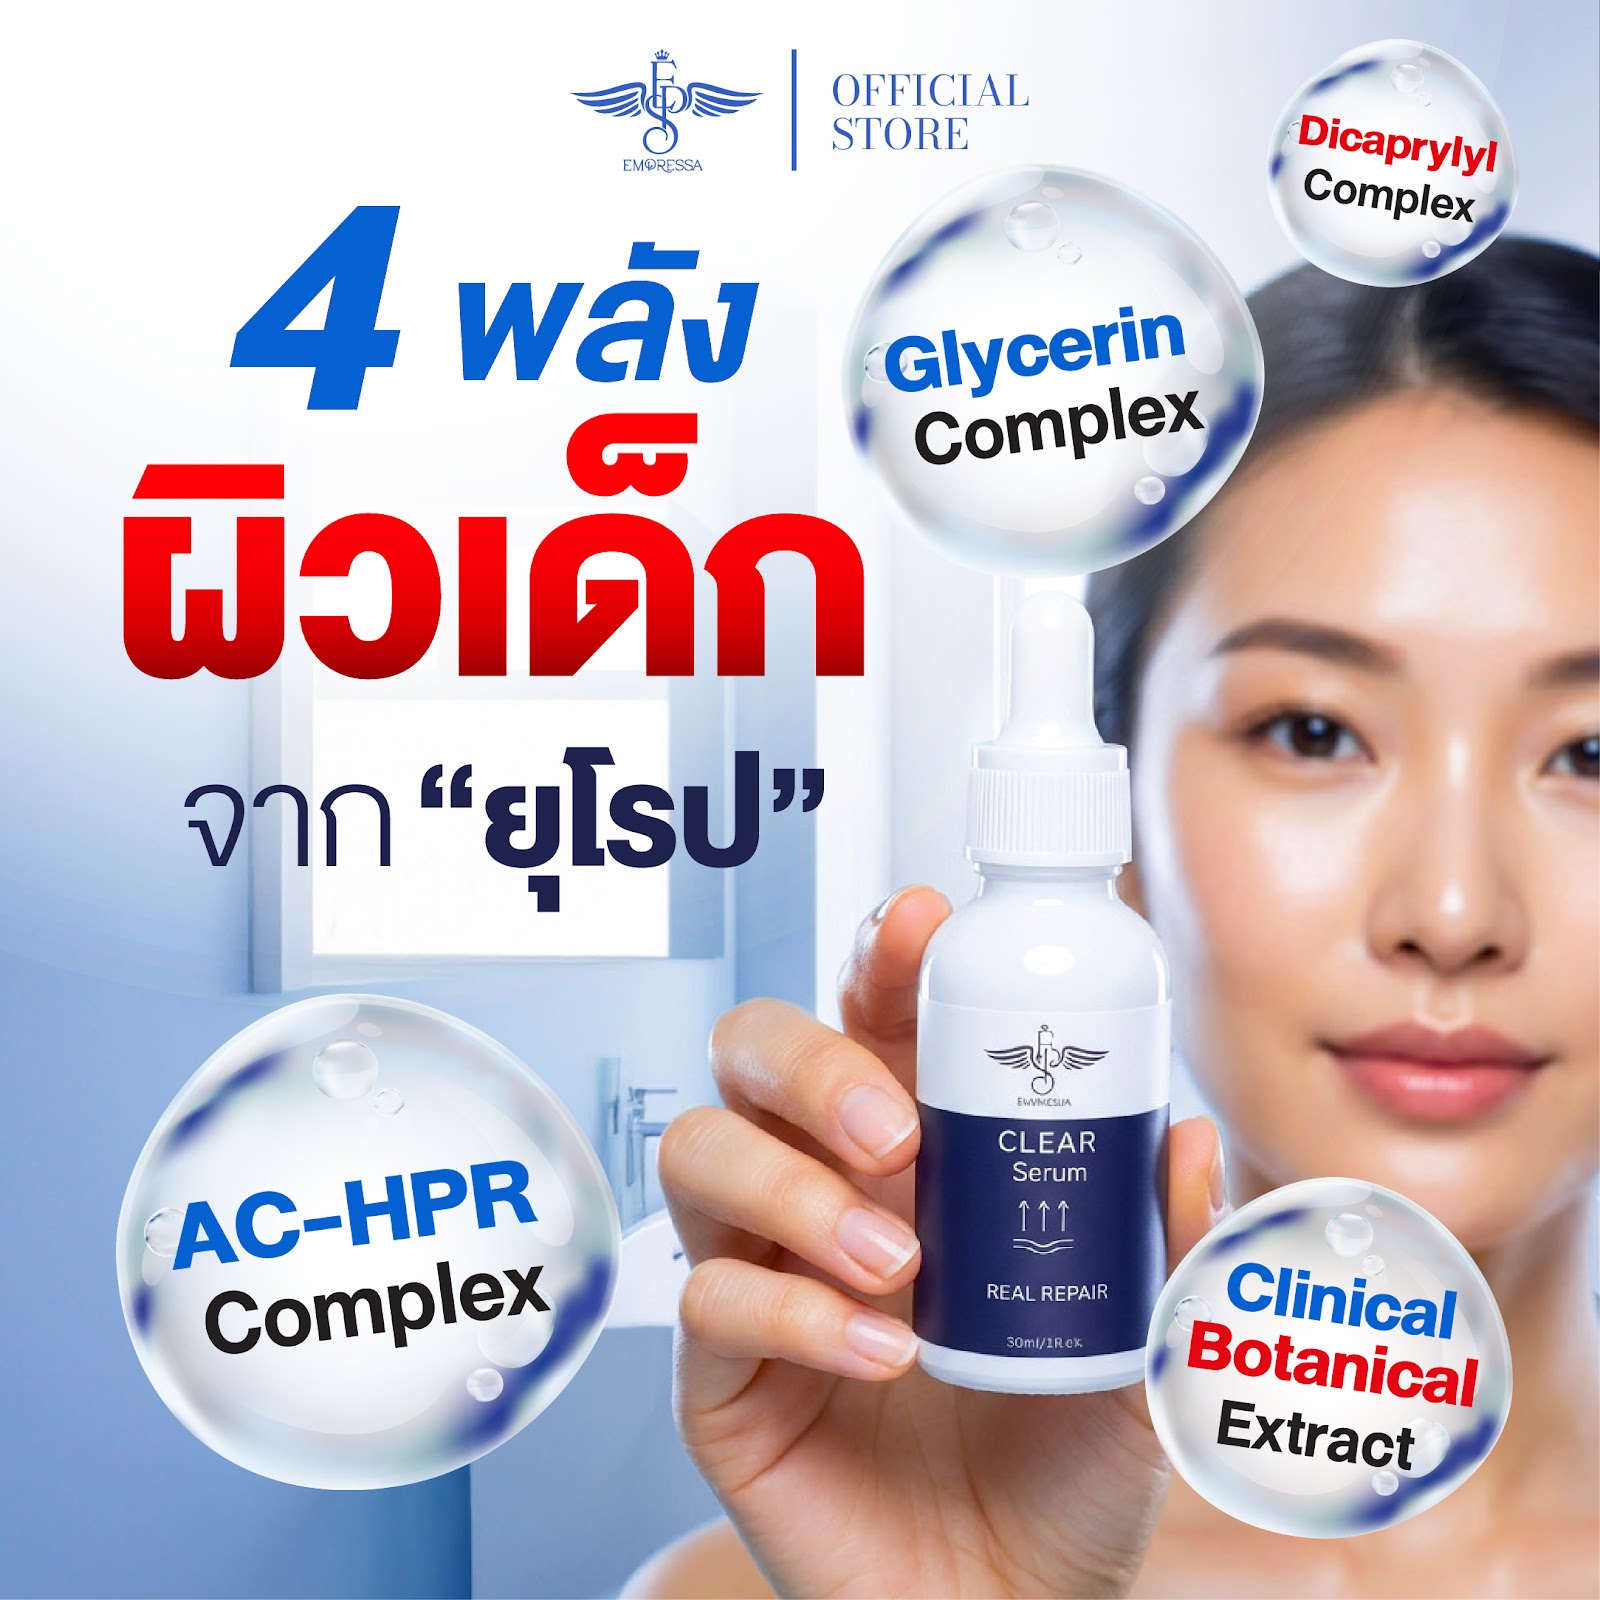 EMPRESSA
OFFICIAL
STORE
4 พลัง
ผิวเด็ก
จาก “ยุโรป”
Dicaprylyl
Complex
Glycerin
Complex
AC-HPR
Complex
CLEAR
Serum
REAL REPAIR
Clinical
Botanical
Extract